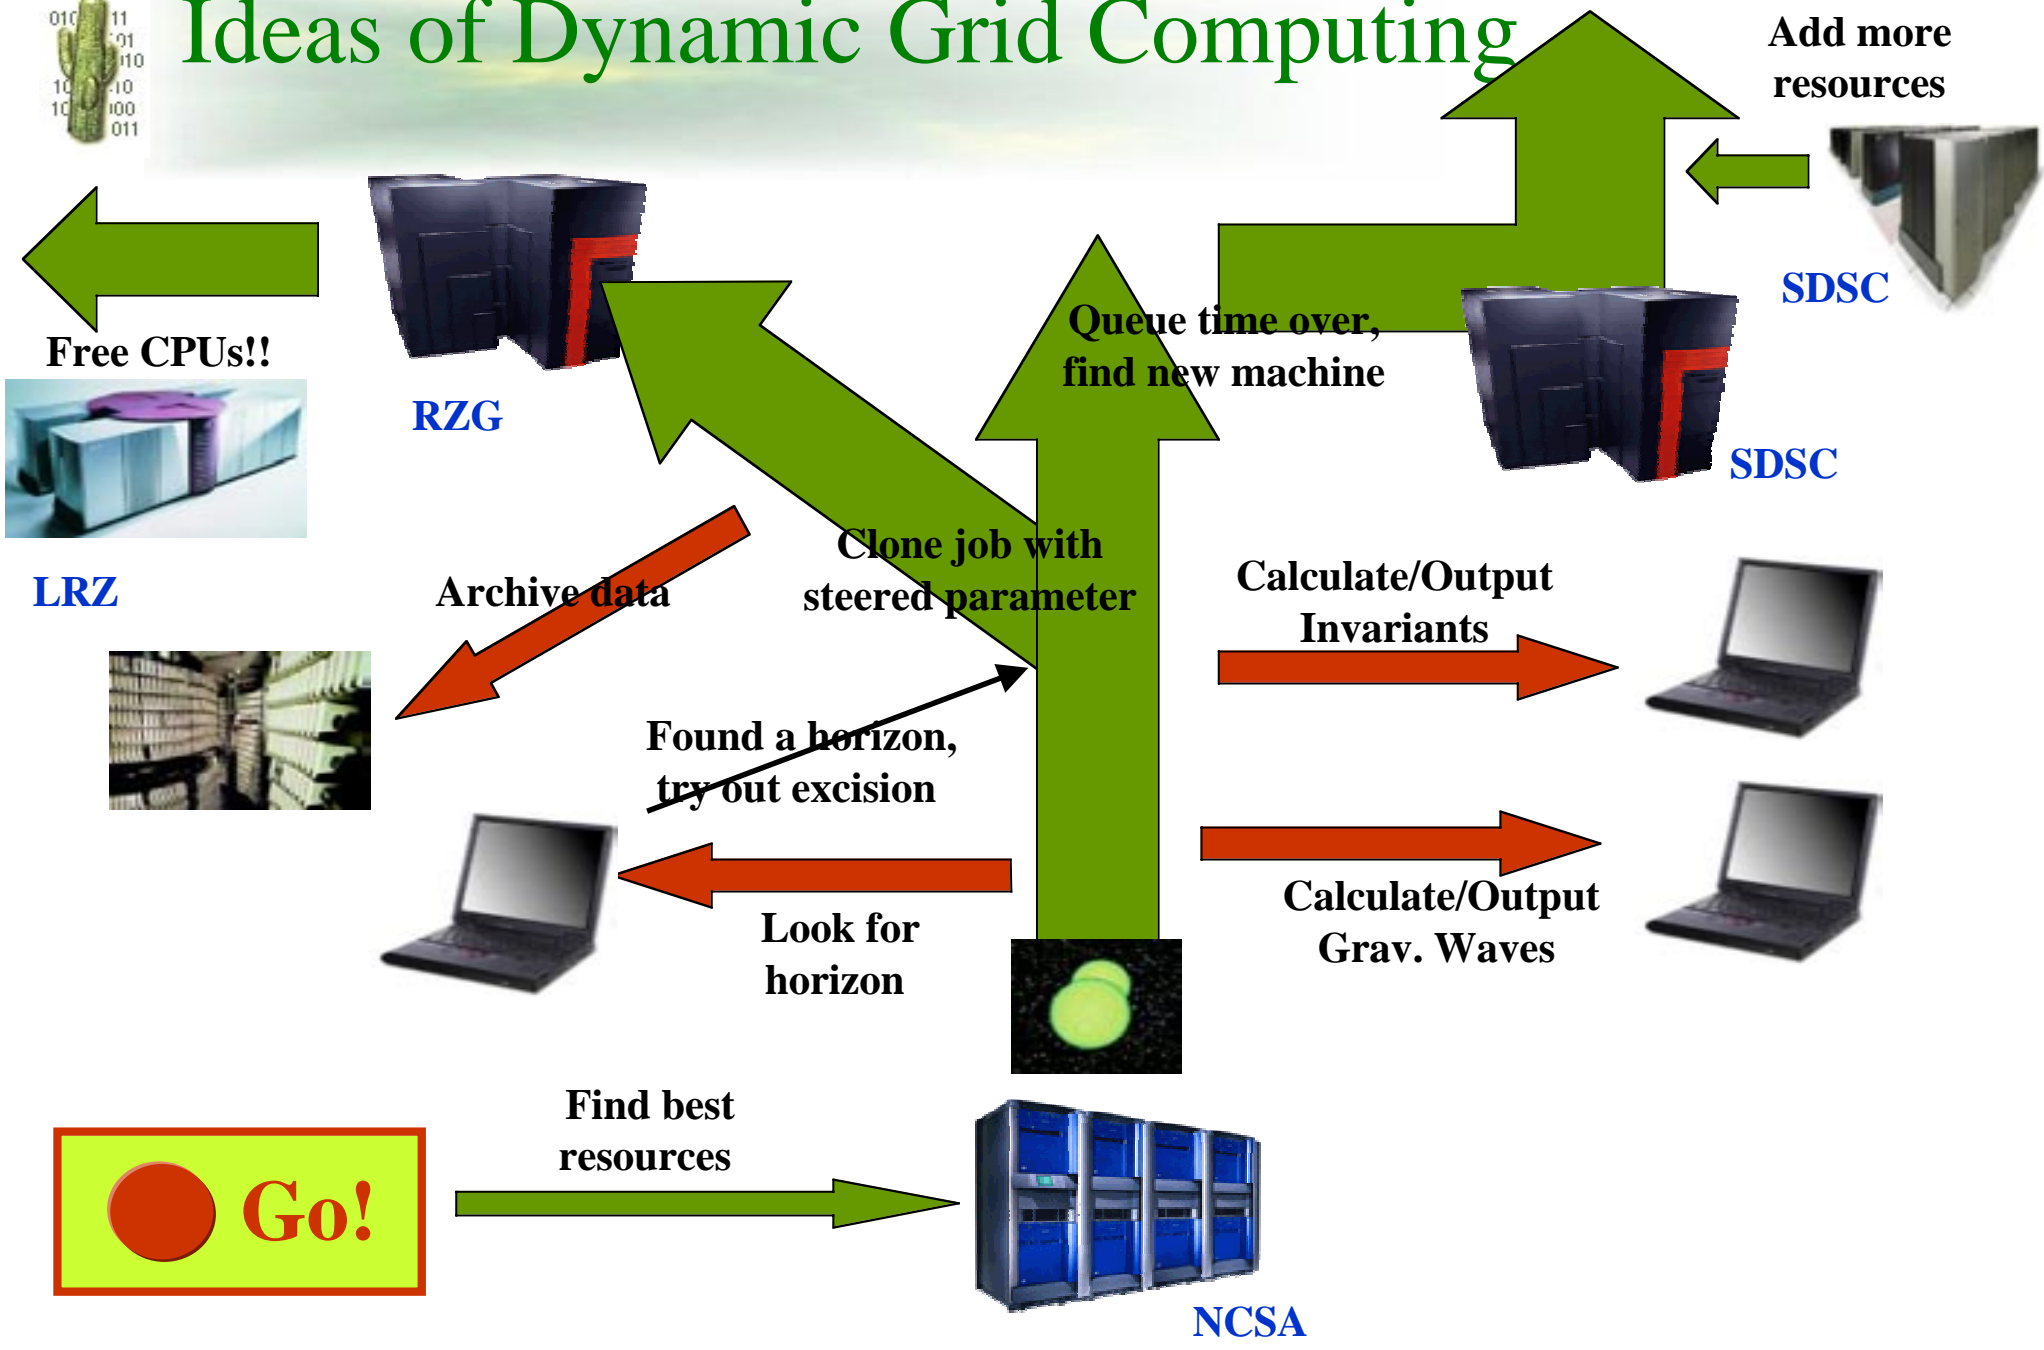 Ideas of Dynamic Grid Computing
Add more
resources
SDSC
Free CPUs!!
RZG
Queue time over,
find new machine
SDSC
LRZ
Archive data
Clone job with
steered parameter
Calculate/Output
Invariants
Found a horizon,
try out excision
Look for
horizon
Calculate/Output
Grav. Waves
Find best
resources
Go!
NCSA